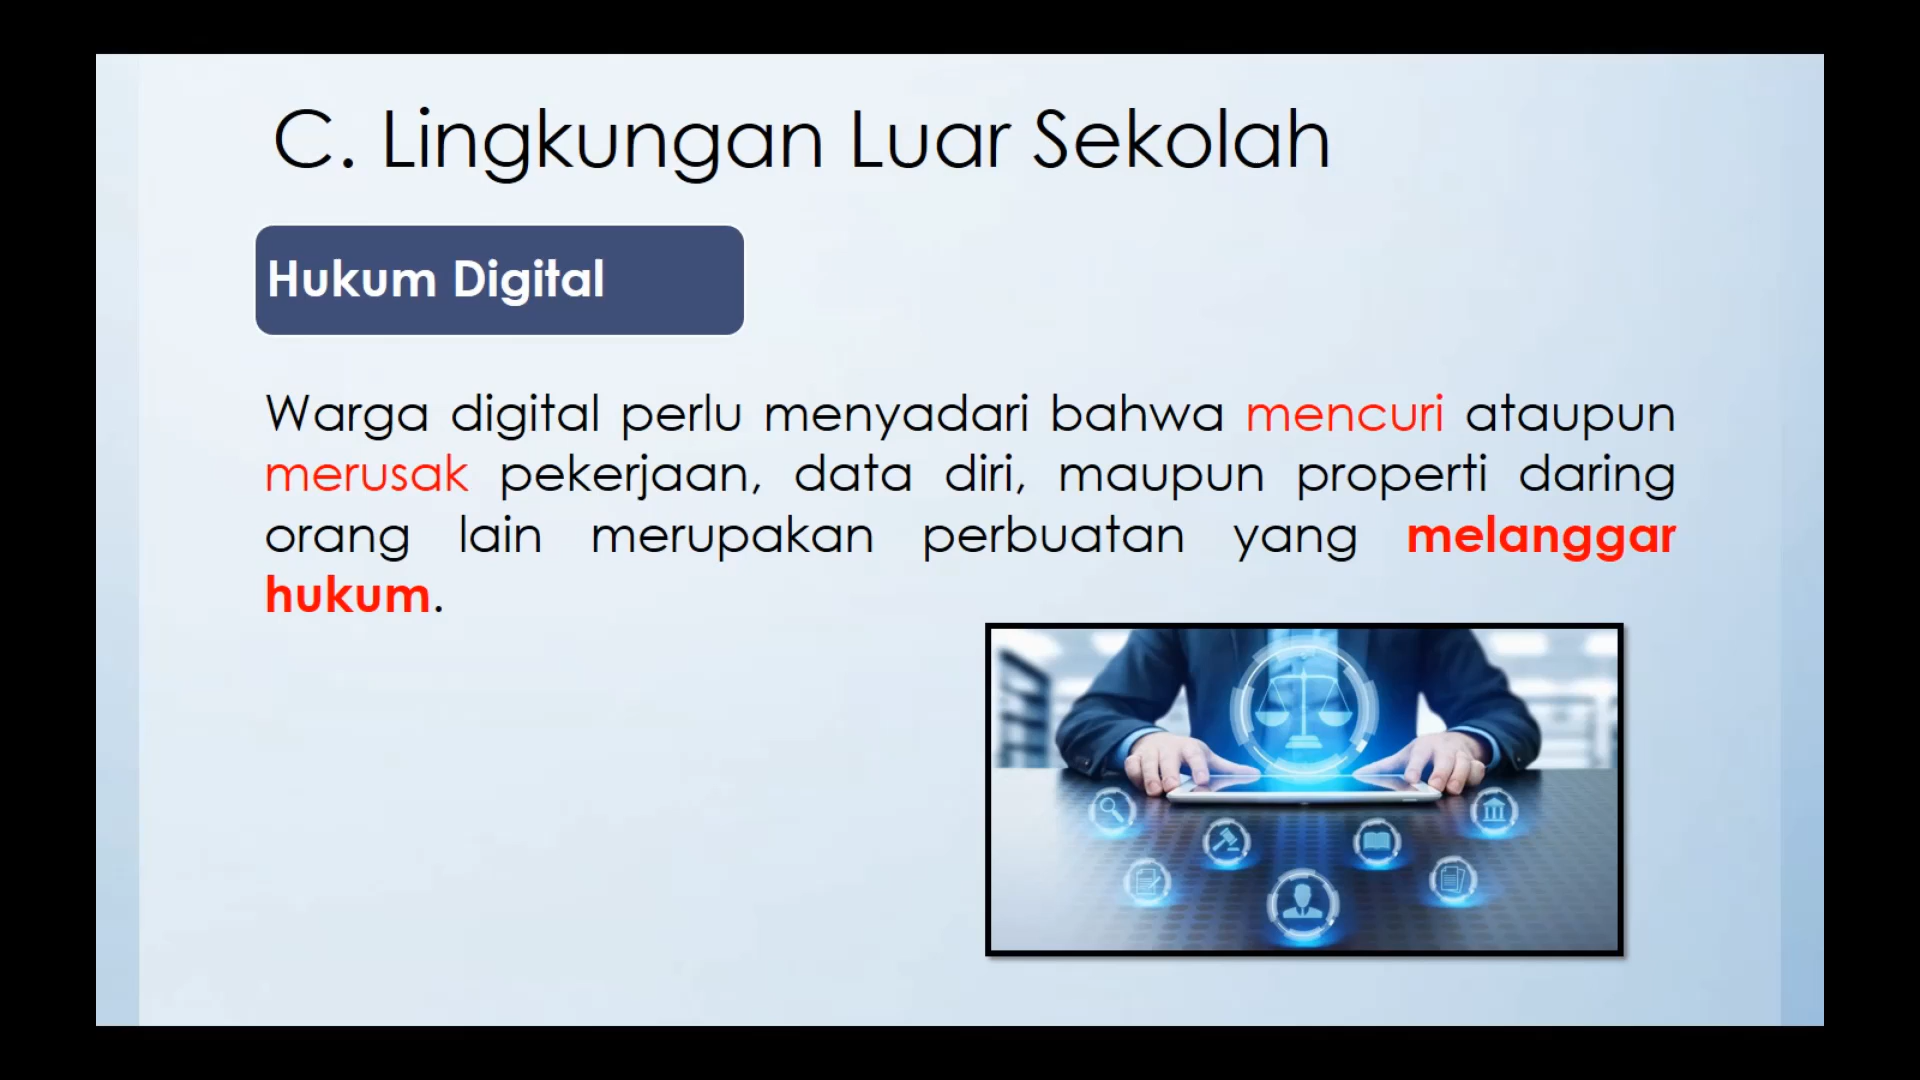 C. Lingkungan Luar Sekolah
Hukum Digital
Warga digital perlu menyadari bahwa mencuri ataupun
merusak pekerjaan, data diri, maupun properti daring
orang lain merupakan perbuatan yang melanggar
hukum.